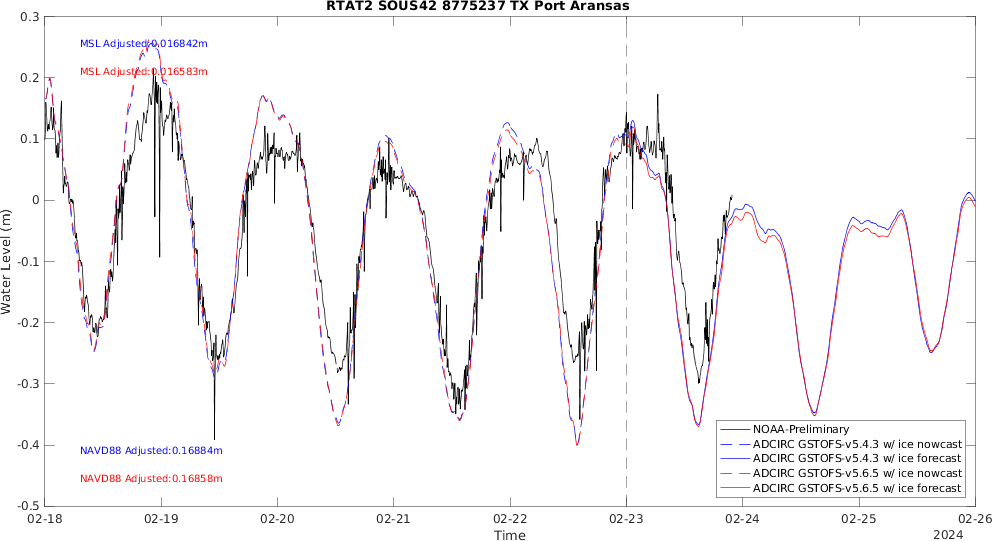 RTAT2 SOUS42 8775237 TX Port Aransas
0.3
0.2
0.1
0
-0.1
-0.2
-0.3
-0.4
-0.5
Water Level (m)
MSL Adjusted:0.016842m
MSL Adjusted:0.016583m
NAVD88 Adjusted:0.16884m
NAVD88 Adjusted:0.16858m
NOAA-Preliminary
ADCIRC GSTOFS-v5.4.3 w/ ice nowcast
ADCIRC GSTOFS-v5.4.3 w/ ice forecast
ADCIRC GSTOFS-v5.6.5 w/ ice nowcast
ADCIRC GSTOFS-v5.6.5 w/ ice forecast
02-18 02-19 02-20 02-21 02-22 02-23 02-24 02-25 02-26
Time
2024